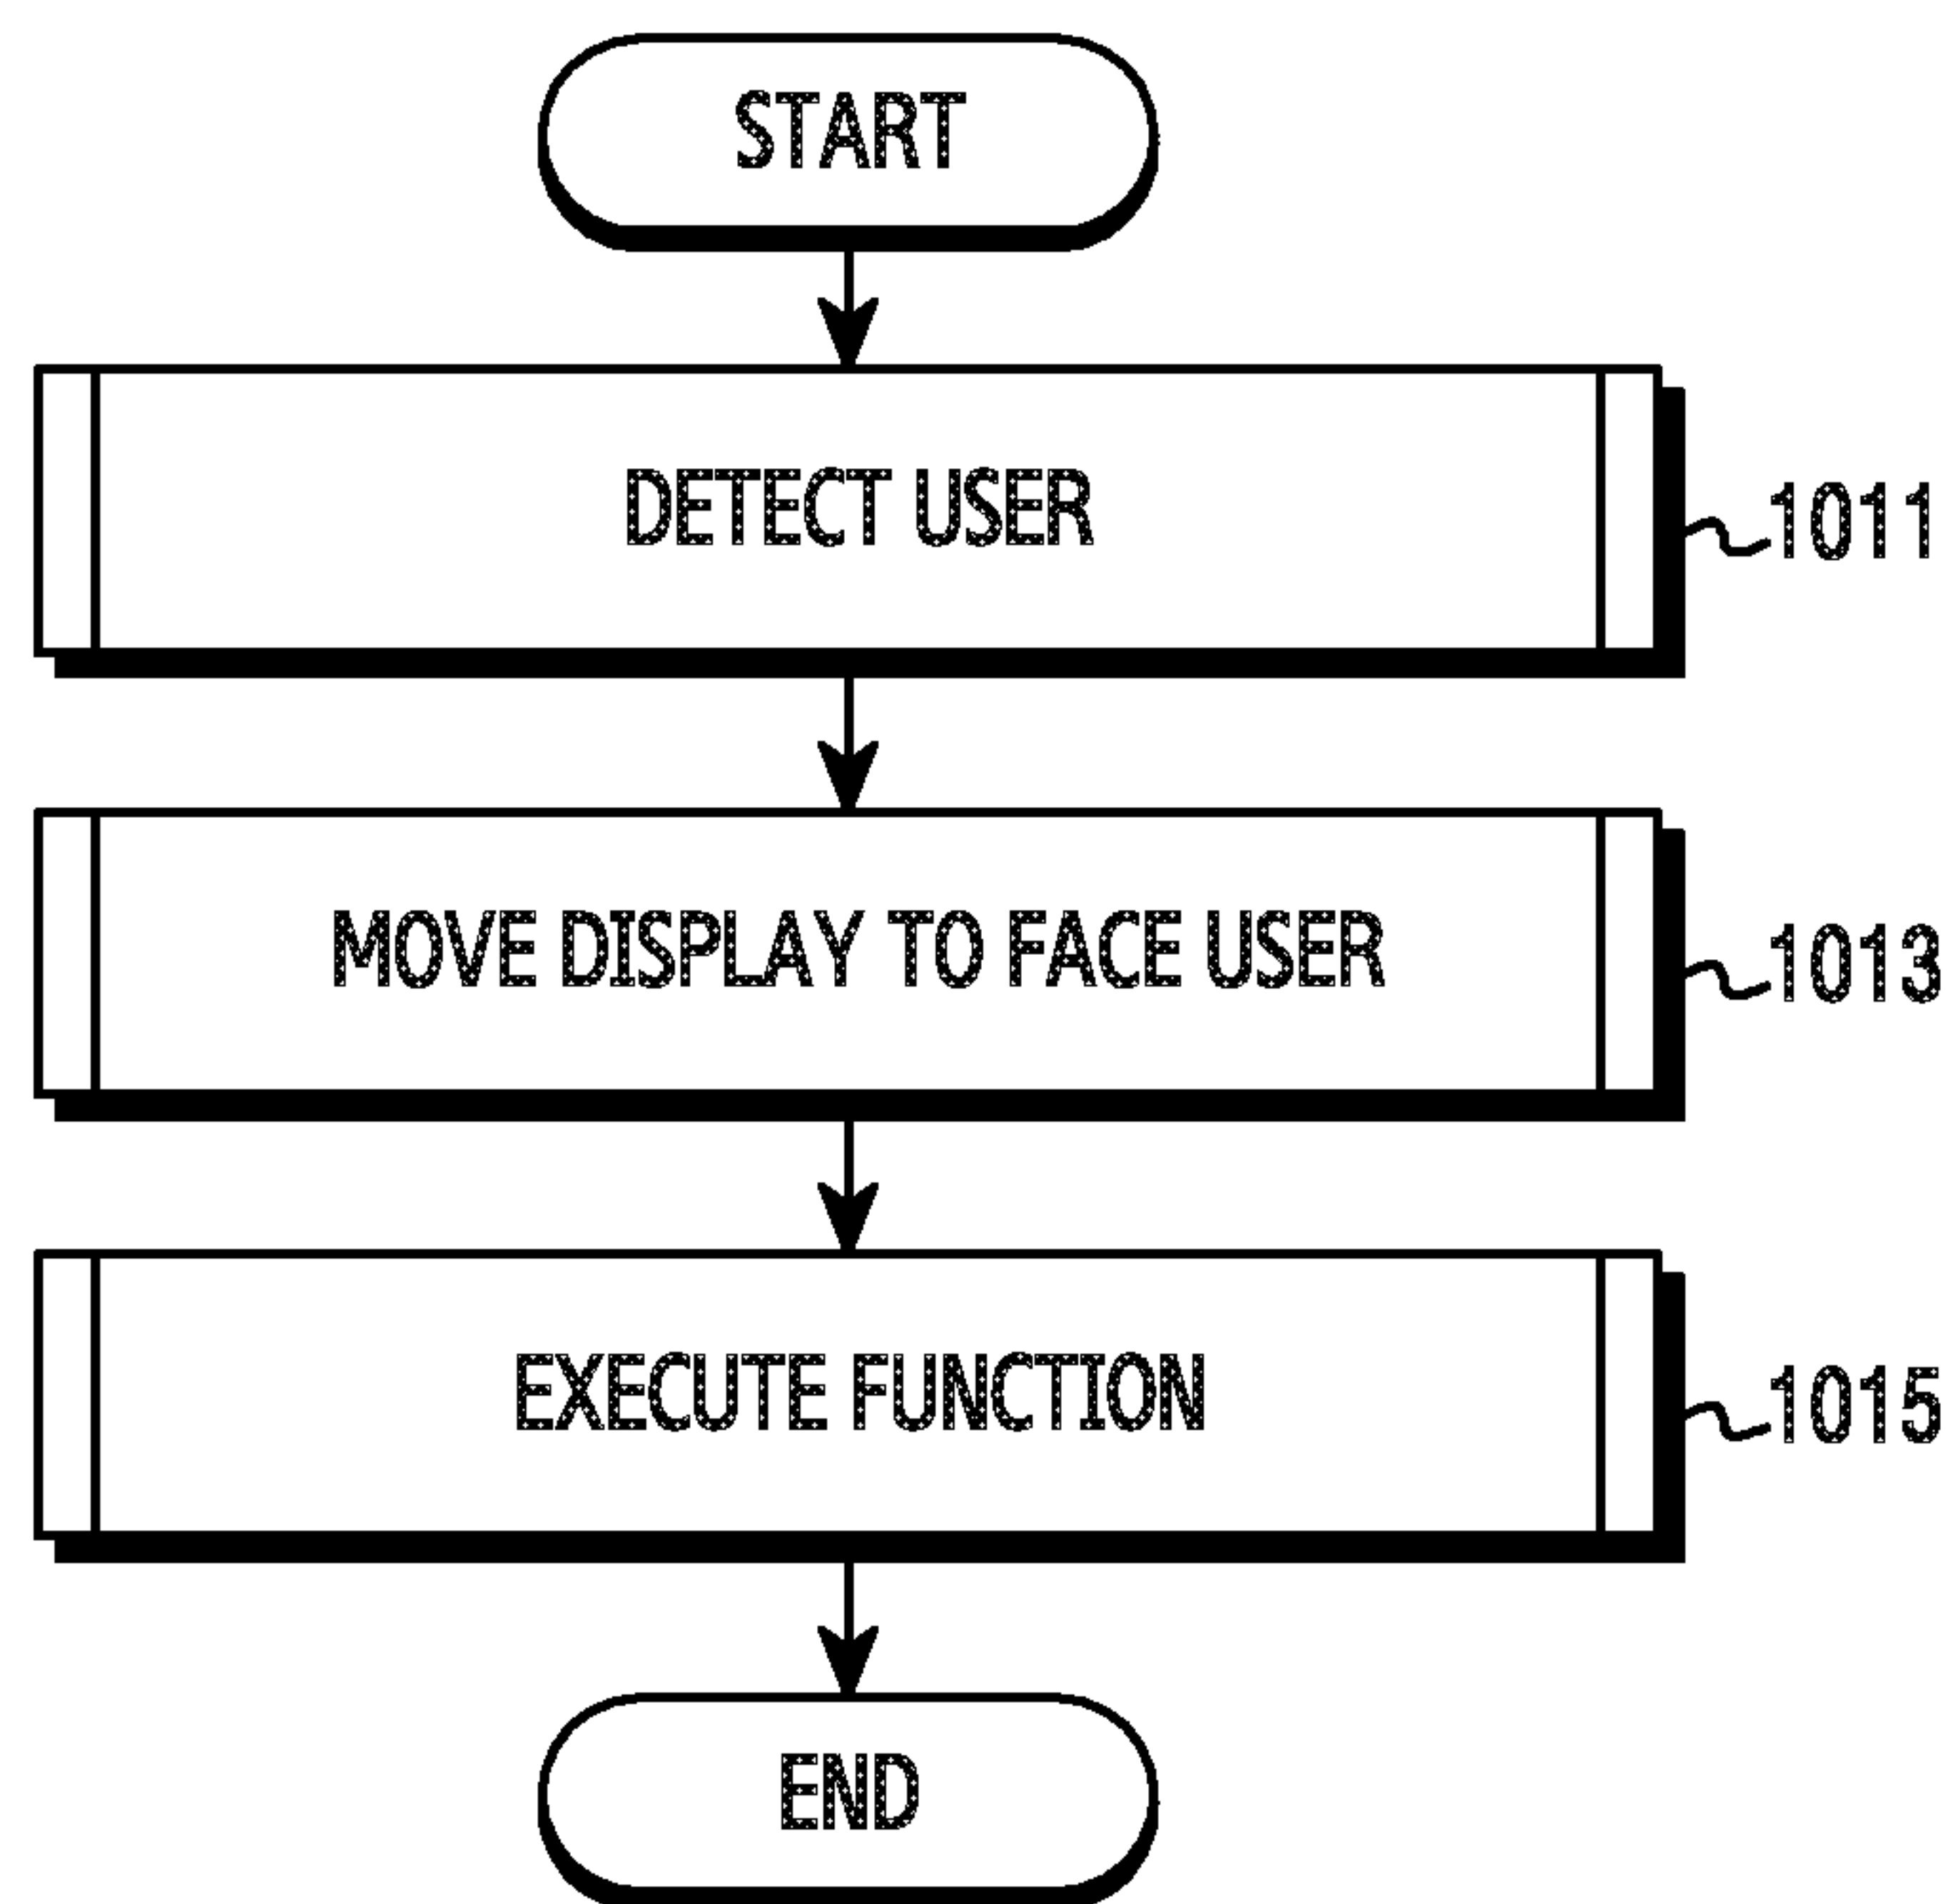 START
DETECT USER
1011
MOVE DISPLAY TO FACE USER
1013
EXECUTE FUNCTION
1015
END